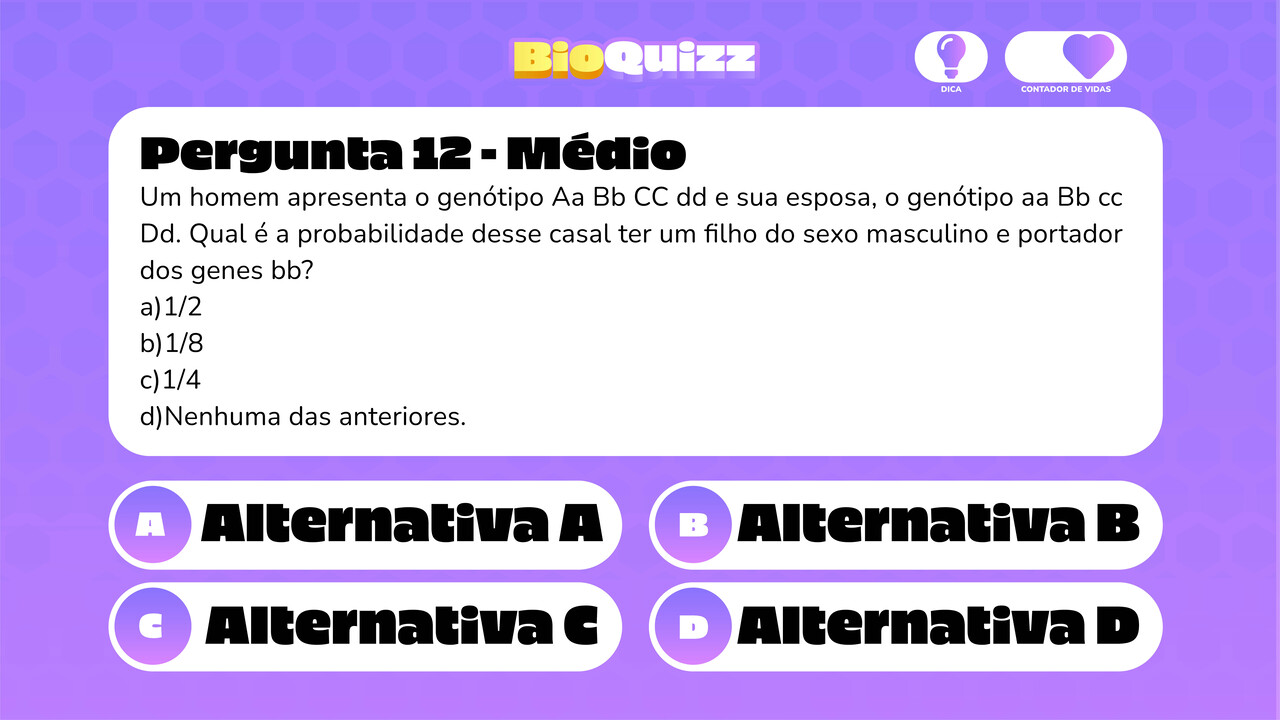 BioQuizz
DICA
CONTADOR DE VIDAS
Pergunta 12 - Médio
Um homem apresenta o genótipo Aa Bb CC dd e sua esposa, o genótipo aa Bb cc
Dd. Qual é a probabilidade desse casal ter um filho do sexo masculino e portador
dos genes bb?
a)1/2
b)1/8
c)1/4
d)Nenhuma das anteriores.
A Alternativa A
B Alternativa B
C Alternativa C
D Alternativa D